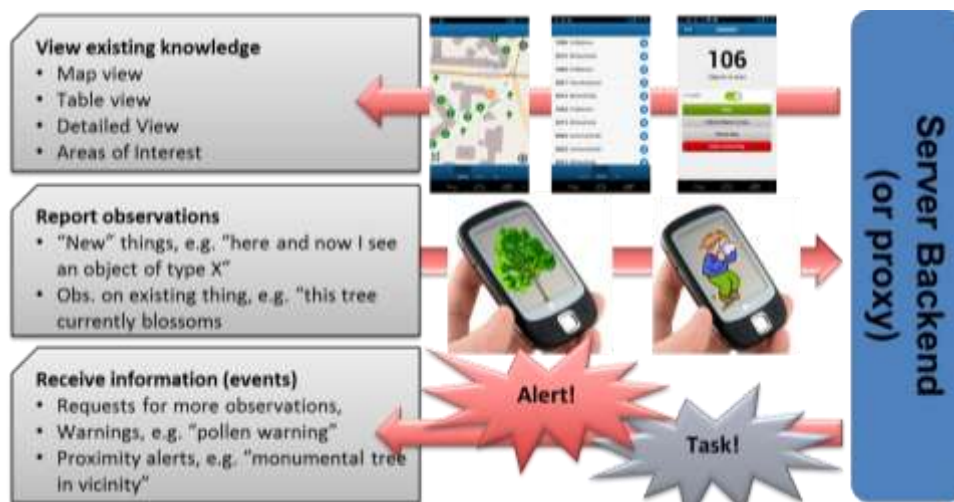 View existing knowledge
• Map view
• Table view
• Detailed View
• Areas of Interest
106
Server Backend
(or proxy)
Report observations
• “New” things, e.g. “here and now I see
an object of type X”
• Obs. on existing thing, e.g. “this tree
currently blossoms
Receive information (events)
• Requests for more observations,
• Warnings, e.g. “pollen warning”
• Proximity alerts, e.g. “monumental tree
in vicinity”
Alert!
Task!